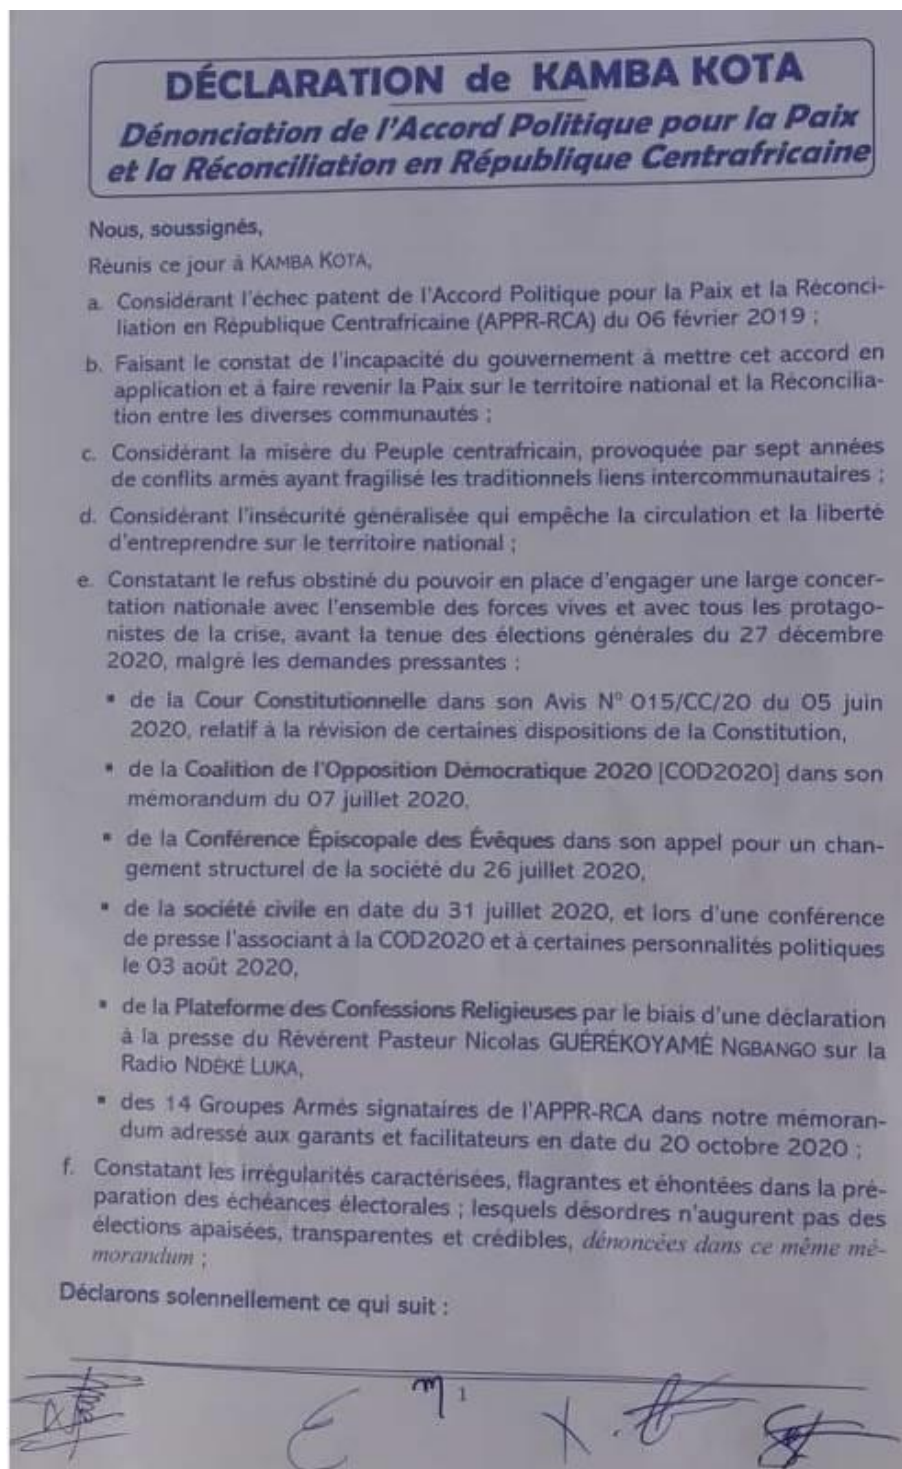 DÉCLARATION de KAMBA KOTA
Dénonciation de l'Accord Politique pour la Paix
et la Réconciliation en République Centrafricaine
Nous, soussignés,
Réunis ce jour à KAMBA KOTA,
a. Considérant l'échec patent de l'Accord Politique pour la Paix et la Réconci-
liation en République Centrafricaine (APPR-RCA) du 06 février 2019 ;
b. Faisant le constat de l'incapacité du gouvernement à mettre cet accord en
application et à faire revenir la Paix sur le territoire national et la Réconcilia-
tion entre les diverses communautés ;
c. Considérant la misère du Peuple centrafricain, provoquée par sept années
de conflits armés ayant fragilisé les traditionnels liens intercommunautaires ;
d. Considérant l'insécurité généralisée qui empêche la circulation et la liberté
d'entreprendre sur le territoire national ;
e. Constatant le refus obstiné du pouvoir en place d'engager une large concer-
tation nationale avec l'ensemble des forces vives et avec tous les protago-
nistes de la crise, avant la tenue des élections générales du 27 décembre
2020, malgré les demandes pressantes :
▪ de la Cour Constitutionnelle dans son Avis N° 015/CC/20 du 05 juin
2020, relatif à la révision de certaines dispositions de la Constitution,
▪ de la Coalition de l'Opposition Démocratique 2020 [COD2020] dans son
mémorandum du 07 juillet 2020,
▪ de la Conférence Épiscopale des Évêques dans son appel pour un chan-
gement structurel de la société du 26 juillet 2020,
▪ de la société civile en date du 31 juillet 2020, et lors d'une conférence
de presse l'associant à la COD2020 et à certaines personnalités politiques
le 03 août 2020,
▪ de la Plateforme des Confessions Religieuses par le biais d'une déclaration
à la presse du Révérent Pasteur Nicolas GUÉRÉKOYAMÉ NGBANGO sur la
Radio NDÉKÉ LUKA,
▪ des 14 Groupes Armés signataires de l'APPR-RCA dans notre mémoran-
dum adressé aux garants et facilitateurs en date du 20 octobre 2020 ;
f. Constatant les irrégularités caractérisées, flagrantes et éhontées dans la pré-
paration des échéances électorales ; lesquels désordres n'augurent pas des
élections apaisées, transparentes et crédibles, dénoncées dans ce même mé-
morandum ;
Déclarons solennellement ce qui suit :
1